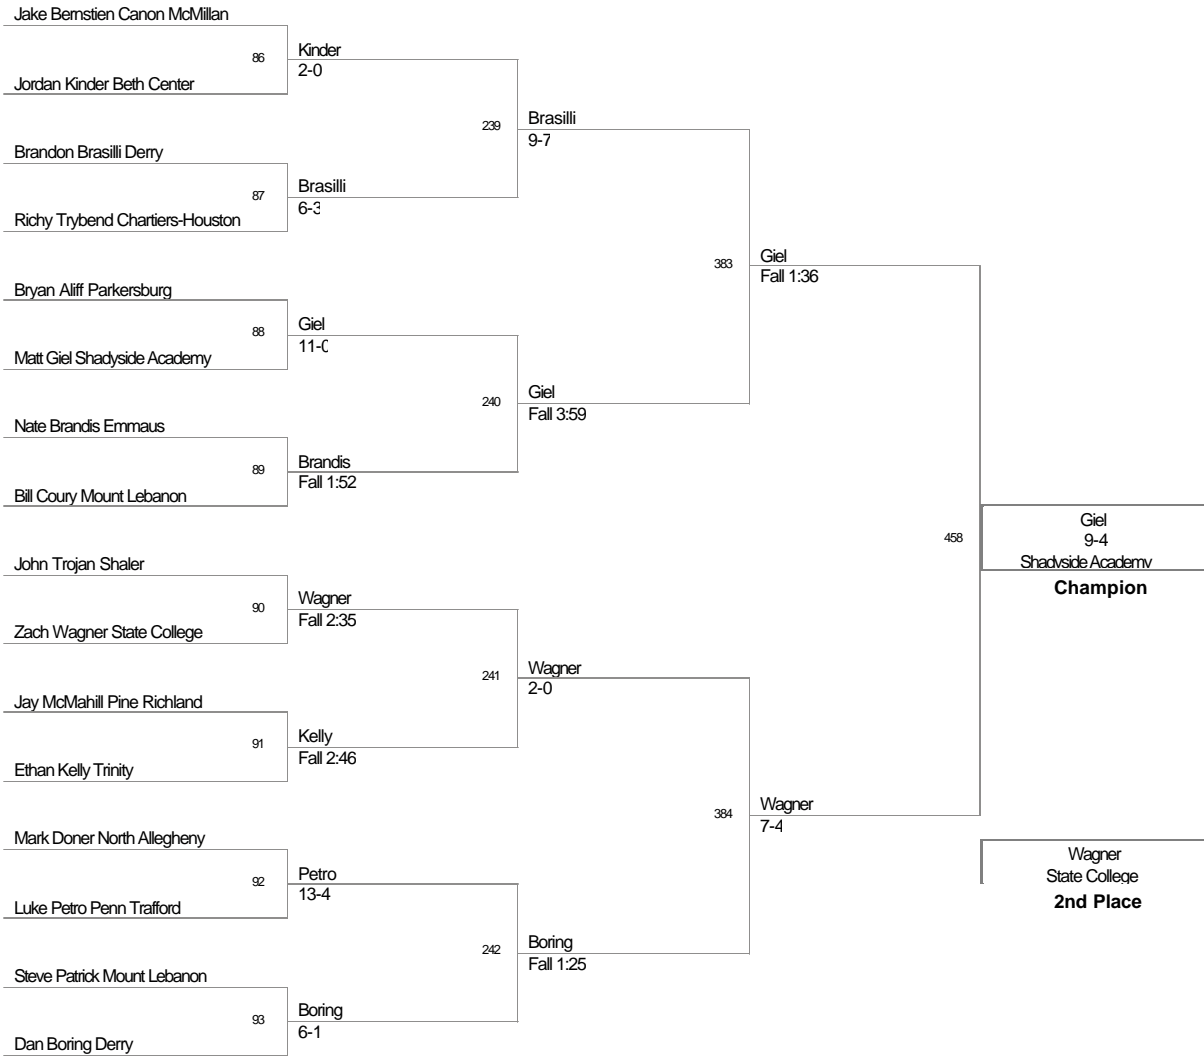 Jake Bernstien Canon McMillan
86
Kinder
2-0
Jordan Kinder Beth Center
239
Brasilli
9-7
Brandon Brasilli Derry
87
Brasilli
6-3
Richy Trybend Chartiers-Houston
383
Giel
Fall 1:36
Bryan Aliff Parkersburg
88
Giel
11-0
Matt Giel Shadyside Academy
240
Giel
Fall 3:59
Nate Brandis Emmaus
89
Brandis
Fall 1:52
Bill Coury Mount Lebanon
458
Giel
9-4
Shadyside Academy
Champion
John Trojan Shaler
90
Wagner
Fall 2:35
Zach Wagner State College
241
Wagner
2-0
Jay McMahill Pine Richland
91
Kelly
Fall 2:46
Ethan Kelly Trinity
384
Wagner
7-4
Mark Doner North Allegheny
92
Petro
13-4
Luke Petro Penn Trafford
Wagner
State College
2nd Place
242
Boring
Fall 1:25
Steve Patrick Mount Lebanon
93
Boring
6-1
Dan Boring Derry